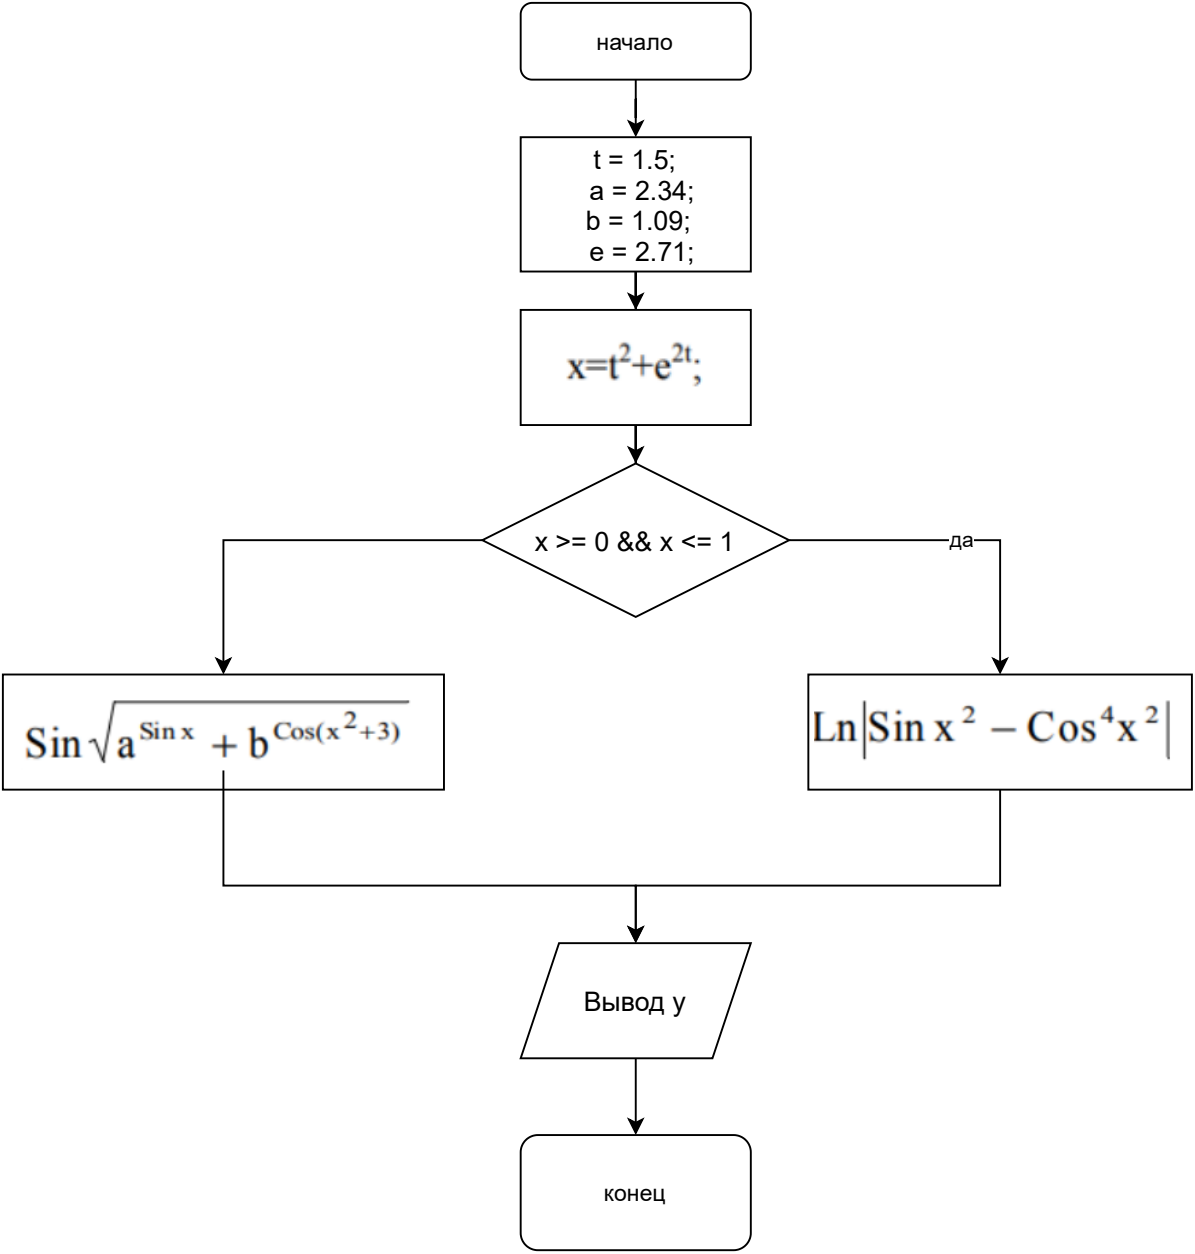 начало
t = 1.5;
a = 2.34;
b = 1.09;
e = 2.71;
x=t²+e²ᵗ;
x >= 0 && x <= 1
да
Sin√(a^(Sin x) + b^(Cos(x²+3)))
Ln|Sin x² − Cos⁴x²|
Вывод y
конец